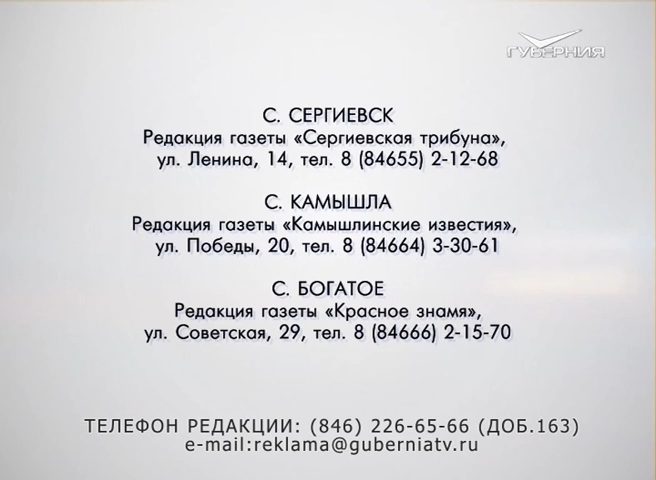 ГУБЕРНИЯ
С. СЕРГИЕВСК
Редакция газеты «Сергиевская трибуна»,
ул. Ленина, 14, тел. 8 (84655) 2-12-68
С. КАМЫШЛА
Редакция газеты «Камышлинские известия»,
ул. Победы, 20, тел. 8 (84664) 3-30-61
С. БОГАТОЕ
Редакция газеты «Красное знамя»,
ул. Советская, 29, тел. 8 (84666) 2-15-70
ТЕЛЕФОН РЕДАКЦИИ: (846) 226-65-66 (ДОБ.163)
e-mail:reklama@guberniatv.ru